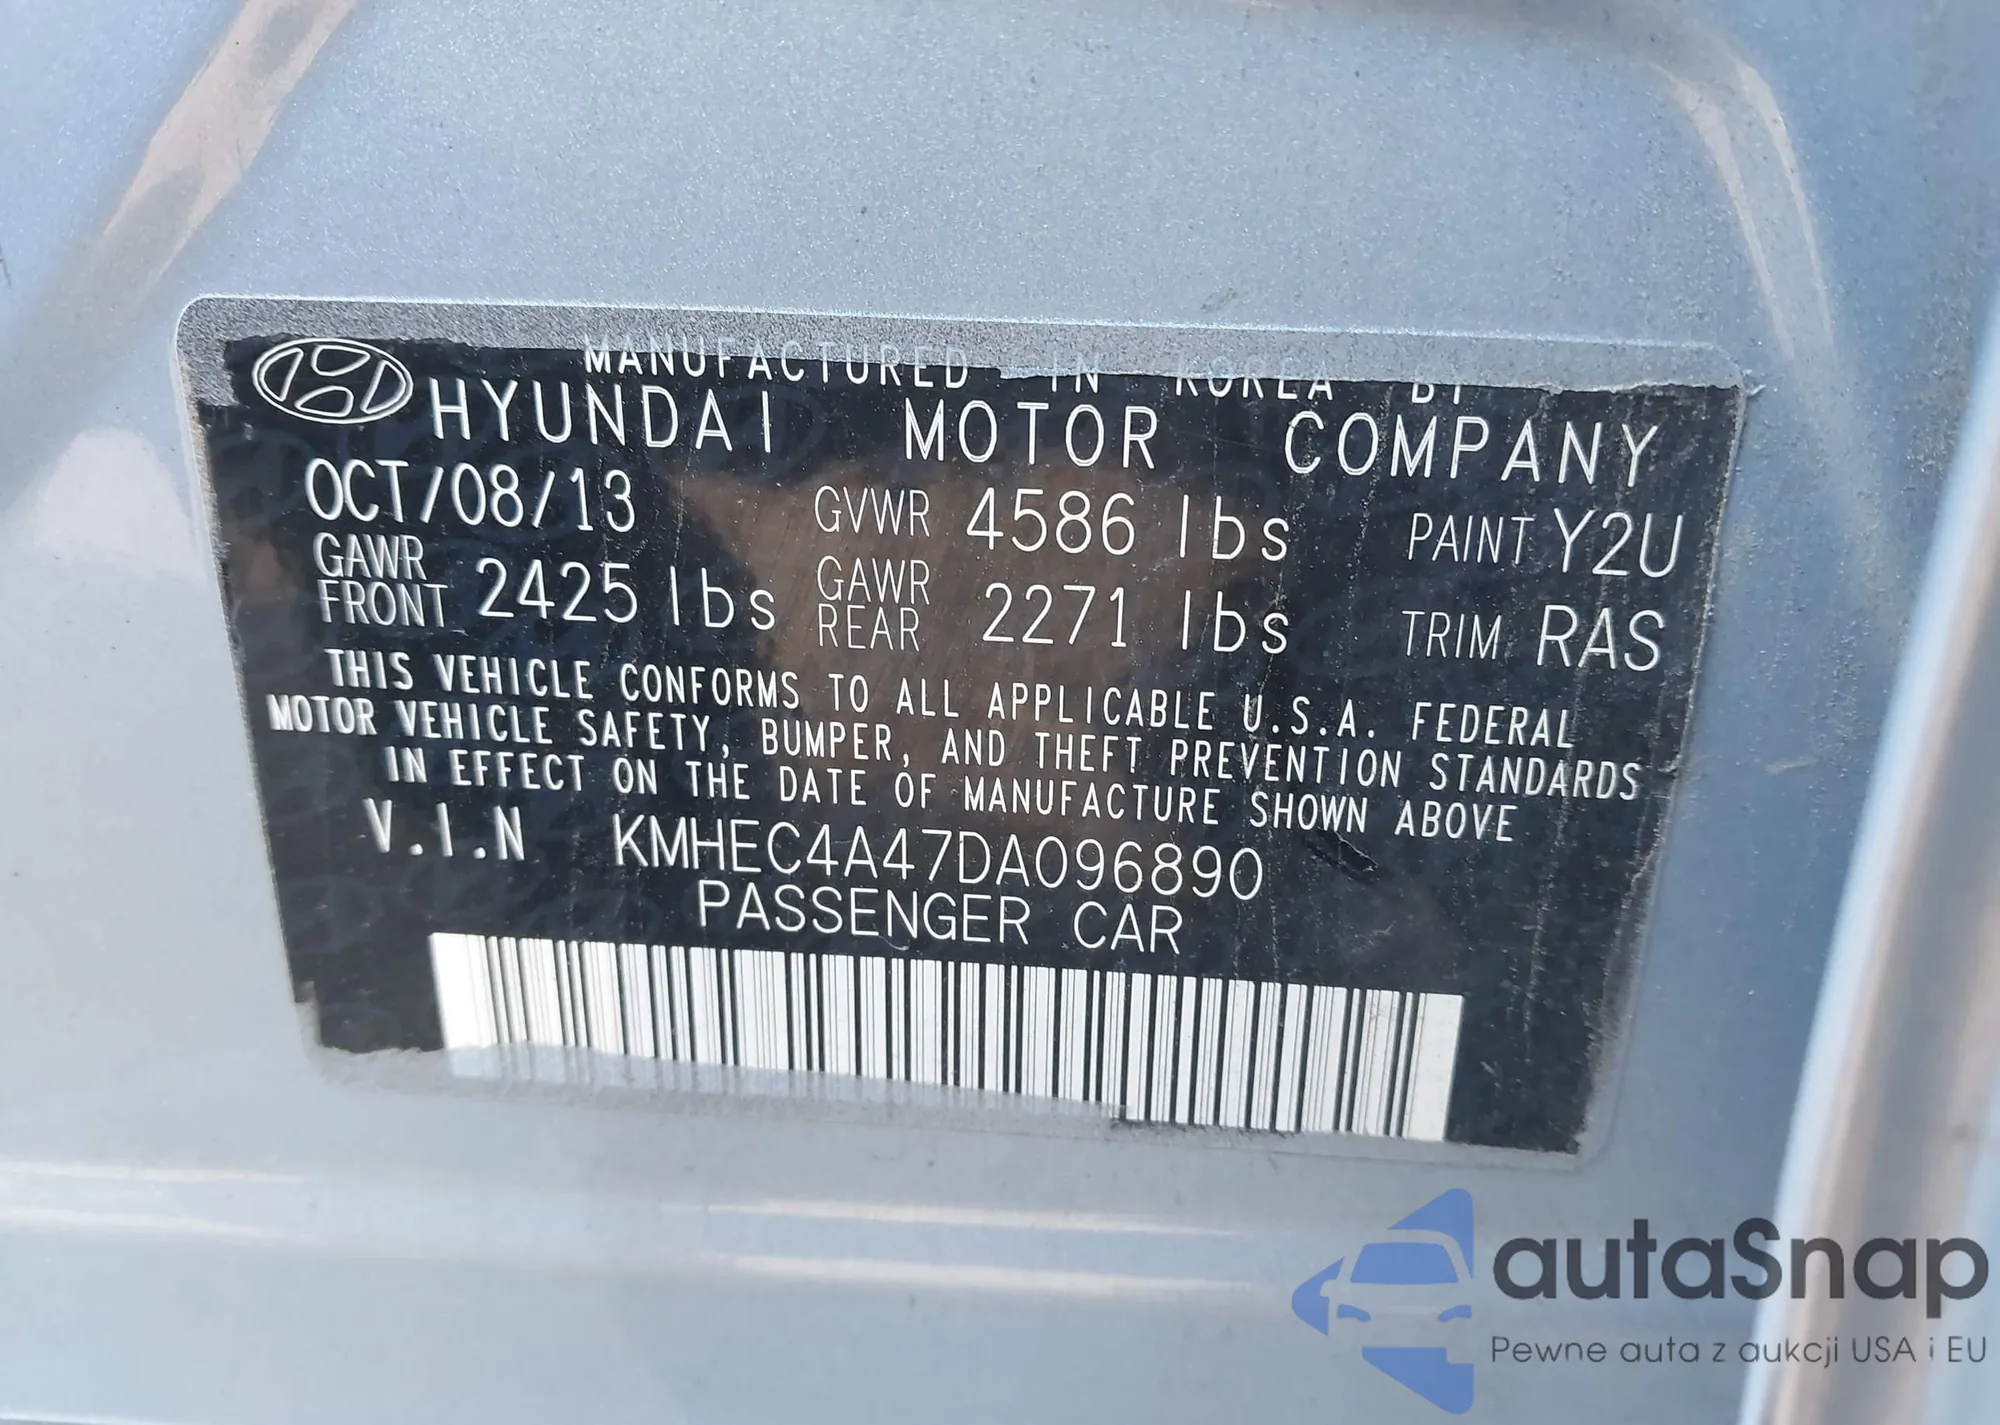 MANUFACTURED IN KOREA BY
HYUNDAI MOTOR COMPANY
OCT/08/13 GVWR 4586 lbs PAINT Y2U
GAWR FRONT 2425 lbs GAWR REAR 2271 lbs TRIM RAS
THIS VEHICLE CONFORMS TO ALL APPLICABLE U.S.A. FEDERAL
MOTOR VEHICLE SAFETY, BUMPER, AND THEFT PREVENTION STANDARDS
IN EFFECT ON THE DATE OF MANUFACTURE SHOWN ABOVE
V.I.N KMHEC4A47DA096890
PASSENGER CAR
autaSnap
Pewne auta z aukcji USA i EU